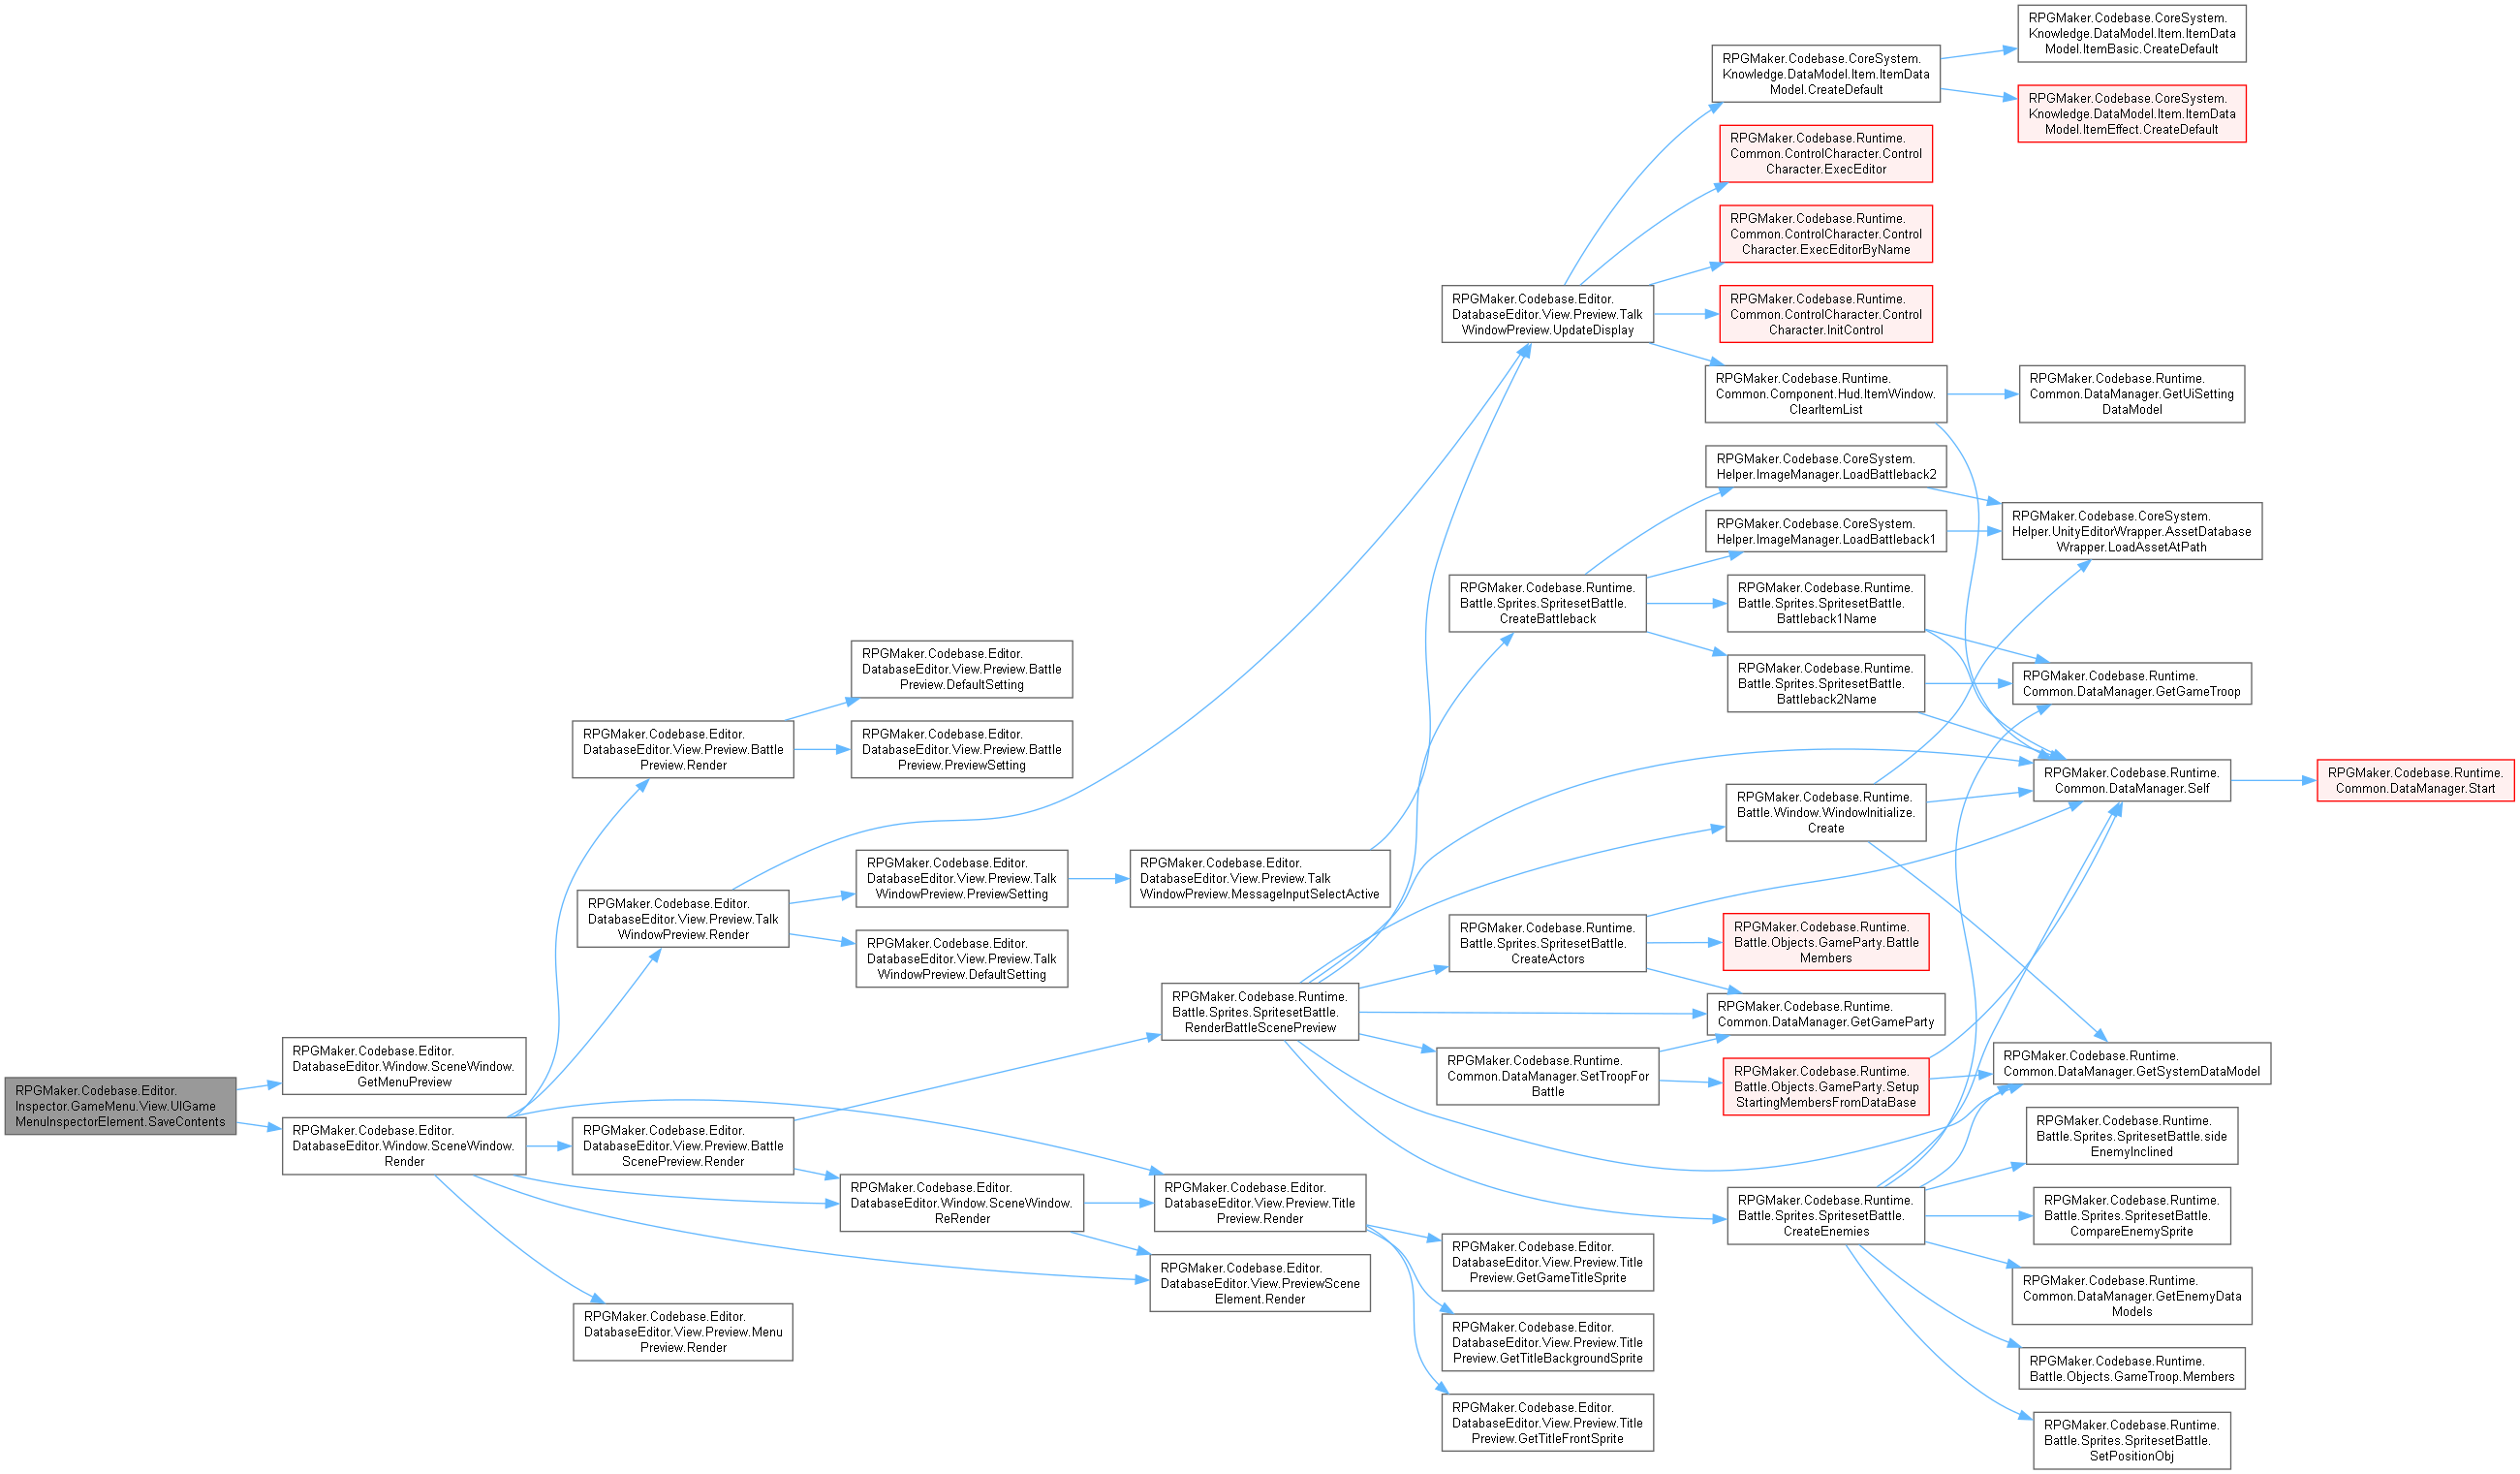 RPGMaker.Codebase.Editor.
Inspector.GameMenu.View.UIGame
MenuInspectorElement.SaveContents
RPGMaker.Codebase.Editor.
DatabaseEditor.Window.SceneWindow.
GetMenuPreview
RPGMaker.Codebase.Editor.
DatabaseEditor.Window.SceneWindow.
Render
RPGMaker.Codebase.Editor.
DatabaseEditor.View.Preview.Battle
Preview.Render
RPGMaker.Codebase.Editor.
DatabaseEditor.View.Preview.Talk
WindowPreview.Render
RPGMaker.Codebase.Editor.
DatabaseEditor.View.Preview.Battle
ScenePreview.Render
RPGMaker.Codebase.Editor.
DatabaseEditor.View.Preview.Menu
Preview.Render
RPGMaker.Codebase.Editor.
DatabaseEditor.View.Preview.Battle
Preview.DefaultSetting
RPGMaker.Codebase.Editor.
DatabaseEditor.View.Preview.Battle
Preview.PreviewSetting
RPGMaker.Codebase.Editor.
DatabaseEditor.View.Preview.Talk
WindowPreview.PreviewSetting
RPGMaker.Codebase.Editor.
DatabaseEditor.View.Preview.Talk
WindowPreview.DefaultSetting
RPGMaker.Codebase.Editor.
DatabaseEditor.Window.SceneWindow.
ReRender
RPGMaker.Codebase.Editor.
DatabaseEditor.View.Preview.Talk
WindowPreview.MessageInputSelectActive
RPGMaker.Codebase.Runtime.
Battle.Sprites.SpritesetBattle.
RenderBattleScenePreview
RPGMaker.Codebase.Editor.
DatabaseEditor.View.Preview.Title
Preview.Render
RPGMaker.Codebase.Editor.
DatabaseEditor.View.PreviewScene
Element.Render
RPGMaker.Codebase.Editor.
DatabaseEditor.View.Preview.Talk
WindowPreview.UpdateDisplay
RPGMaker.Codebase.Runtime.
Battle.Sprites.SpritesetBattle.
CreateBattleback
RPGMaker.Codebase.Runtime.
Battle.Sprites.SpritesetBattle.
CreateActors
RPGMaker.Codebase.Runtime.
Common.DataManager.SetTroopFor
Battle
RPGMaker.Codebase.Editor.
DatabaseEditor.View.Preview.Title
Preview.GetGameTitleSprite
RPGMaker.Codebase.Editor.
DatabaseEditor.View.Preview.Title
Preview.GetTitleBackgroundSprite
RPGMaker.Codebase.Editor.
DatabaseEditor.View.Preview.Title
Preview.GetTitleFrontSprite
RPGMaker.Codebase.CoreSystem.
Knowledge.DataModel.Item.ItemData
Model.CreateDefault
RPGMaker.Codebase.Runtime.
Common.ControlCharacter.Control
Character.ExecEditor
RPGMaker.Codebase.Runtime.
Common.ControlCharacter.Control
Character.ExecEditorByName
RPGMaker.Codebase.Runtime.
Common.ControlCharacter.Control
Character.InitControl
RPGMaker.Codebase.Runtime.
Common.Component.Hud.ItemWindow.
ClearItemList
RPGMaker.Codebase.CoreSystem.
Helper.ImageManager.LoadBattleback2
RPGMaker.Codebase.CoreSystem.
Helper.ImageManager.LoadBattleback1
RPGMaker.Codebase.Runtime.
Battle.Sprites.SpritesetBattle.
Battleback1Name
RPGMaker.Codebase.Runtime.
Battle.Sprites.SpritesetBattle.
Battleback2Name
RPGMaker.Codebase.Runtime.
Battle.Window.WindowInitialize.
Create
RPGMaker.Codebase.Runtime.
Battle.Objects.GameParty.Battle
Members
RPGMaker.Codebase.Runtime.
Common.DataManager.GetGameParty
RPGMaker.Codebase.Runtime.
Battle.Objects.GameParty.Setup
StartingMembersFromDataBase
RPGMaker.Codebase.Runtime.
Battle.Sprites.SpritesetBattle.
CreateEnemies
RPGMaker.Codebase.CoreSystem.
Knowledge.DataModel.Item.ItemData
Model.ItemBasic.CreateDefault
RPGMaker.Codebase.CoreSystem.
Knowledge.DataModel.Item.ItemData
Model.ItemEffect.CreateDefault
RPGMaker.Codebase.Runtime.
Common.DataManager.GetUiSetting
DataModel
RPGMaker.Codebase.CoreSystem.
Helper.UnityEditorWrapper.AssetDatabase
Wrapper.LoadAssetAtPath
RPGMaker.Codebase.Runtime.
Common.DataManager.GetGameTroop
RPGMaker.Codebase.Runtime.
Common.DataManager.Self
RPGMaker.Codebase.Runtime.
Common.DataManager.GetSystemDataModel
RPGMaker.Codebase.Runtime.
Battle.Sprites.SpritesetBattle.side
EnemyInclined
RPGMaker.Codebase.Runtime.
Battle.Sprites.SpritesetBattle.
CompareEnemySprite
RPGMaker.Codebase.Runtime.
Common.DataManager.GetEnemyData
Models
RPGMaker.Codebase.Runtime.
Battle.Objects.GameTroop.Members
RPGMaker.Codebase.Runtime.
Battle.Sprites.SpritesetBattle.
SetPositionObj
RPGMaker.Codebase.Runtime.
Common.DataManager.Start